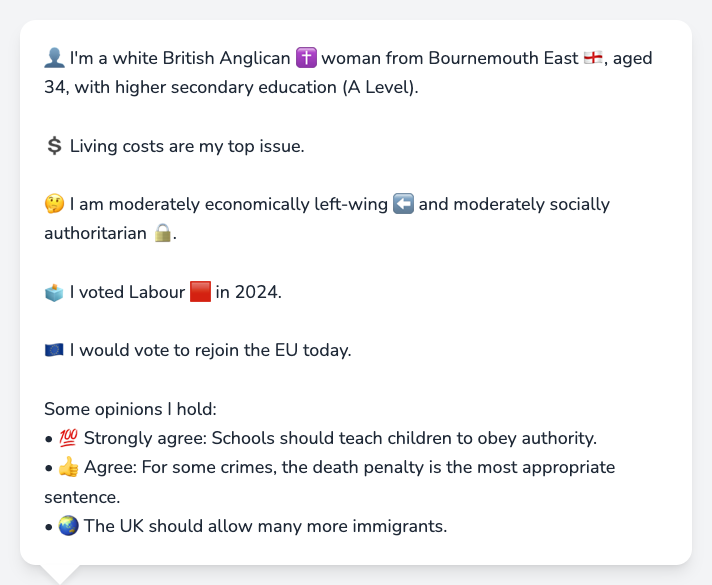 👤 I'm a white British Anglican ✝️ woman from Bournemouth East 🏴󠁧󠁢󠁥󠁮󠁧󠁿, aged
34, with higher secondary education (A Level).
💲 Living costs are my top issue.
🤔 I am moderately economically left-wing ⬅️ and moderately socially
authoritarian 🔒.
🗳️ I voted Labour 🟥 in 2024.
🇪🇺 I would vote to rejoin the EU today.
Some opinions I hold:
• 💯 Strongly agree: Schools should teach children to obey authority.
• 👍 Agree: For some crimes, the death penalty is the most appropriate
sentence.
• 🌏 The UK should allow many more immigrants.